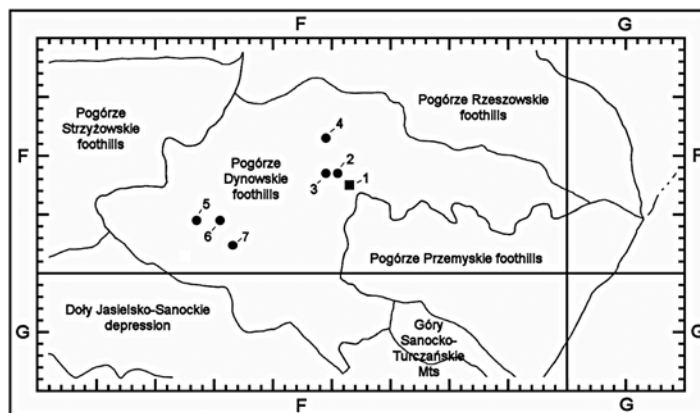 F G
Pogórze
Strzyżowskie
foothills
Pogórze Rzeszowskie
foothills
4
F F
Pogórze
Dynowskie
foothills
2
3 1
5
6 7
Pogórze Przemyskie foothills
Doły Jasielsko-Sanockie
depression
G G
Góry
Sanocko-
Turczańskie
Mts
F G